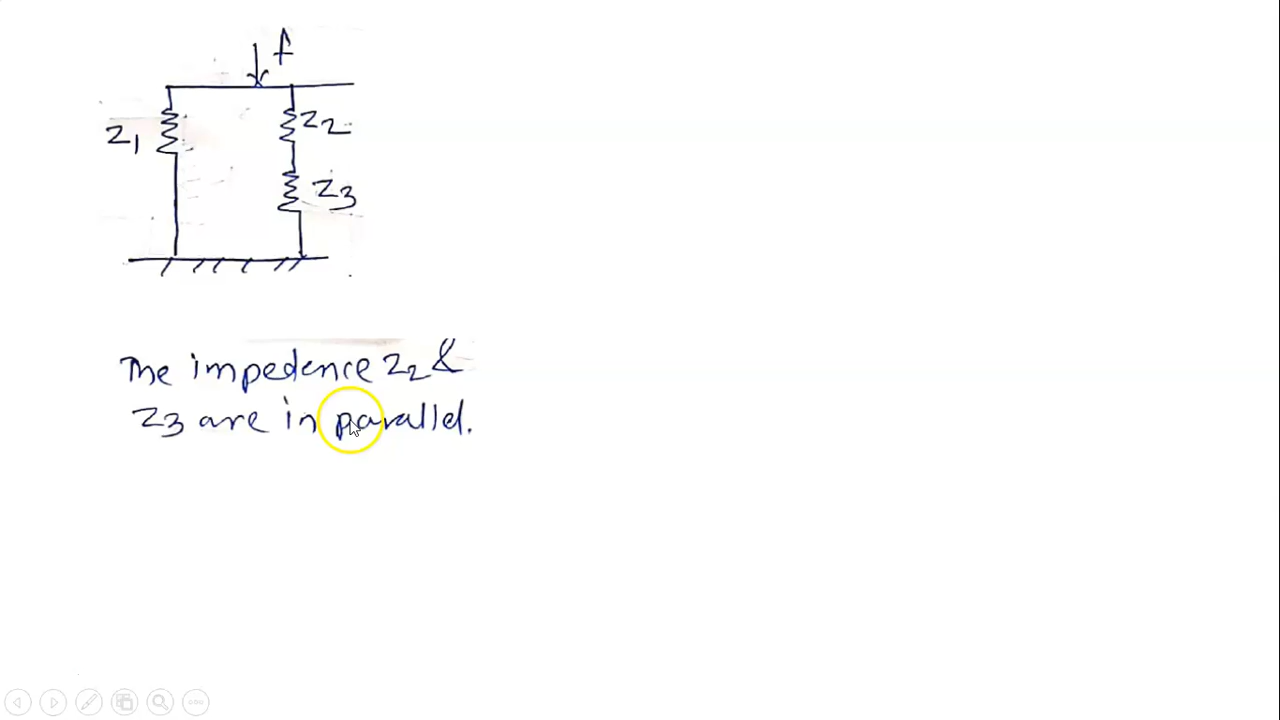 f
Z1
Z2
Z3
The impedence Z2 &
Z3 are in parallel.